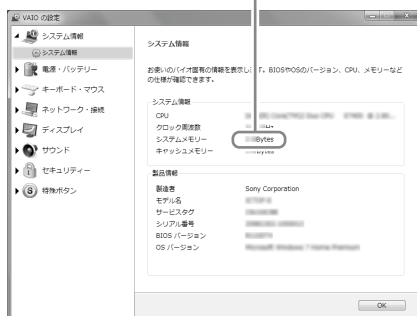 VAIO の設定
システム情報
システム情報
電源・バッテリー
キーボード・マウス
ネットワーク・接続
ディスプレイ
サウンド
セキュリティー
特殊ボタン
システム情報
お使いのバイオ固有の情報を表示します。BIOSやOSのバージョン、CPU、メモリーなど
の仕様が確認できます。
システム情報
CPU
クロック周波数
システムメモリー Bytes
キャッシュメモリー Bytes
製品情報
製造者 Sony Corporation
モデル名
サービスタグ
シリアル番号
BIOS バージョン
OS バージョン
OK